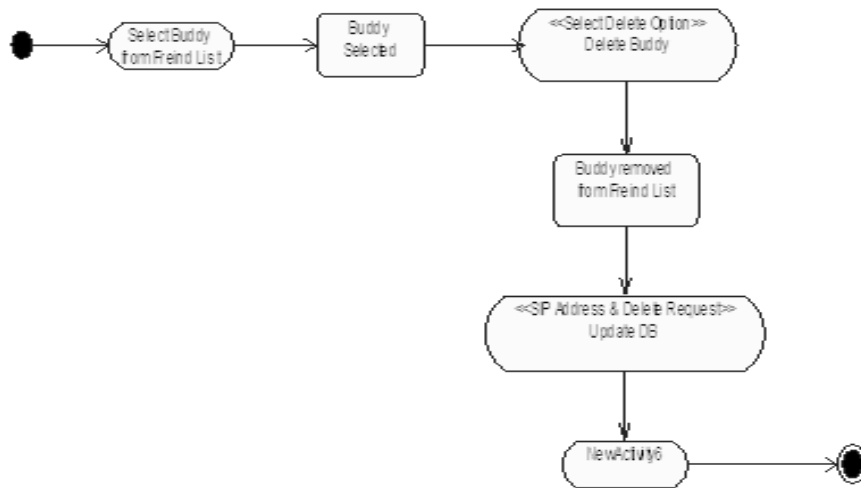 Select Buddy
from Freind List
Buddy
Selected
<<Select Delete Option>>
Delete Buddy
Buddy removed
from Freind List
<<SIP Address & Delete Request>>
Update DB
NewActivity6